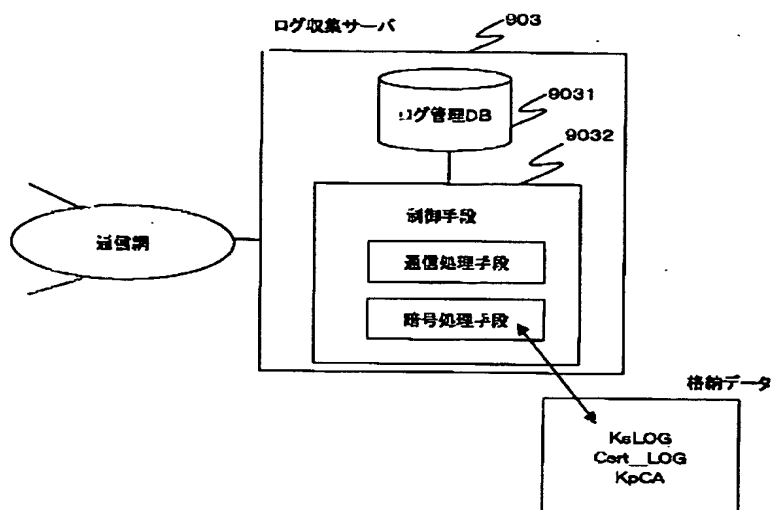 ログ収集サーバ
903
ログ管理DB
9031
9032
制御手段
通信網
通信処理手段
暗号処理手段
格納データ
KsLOG
Cert__LOG
KpCA